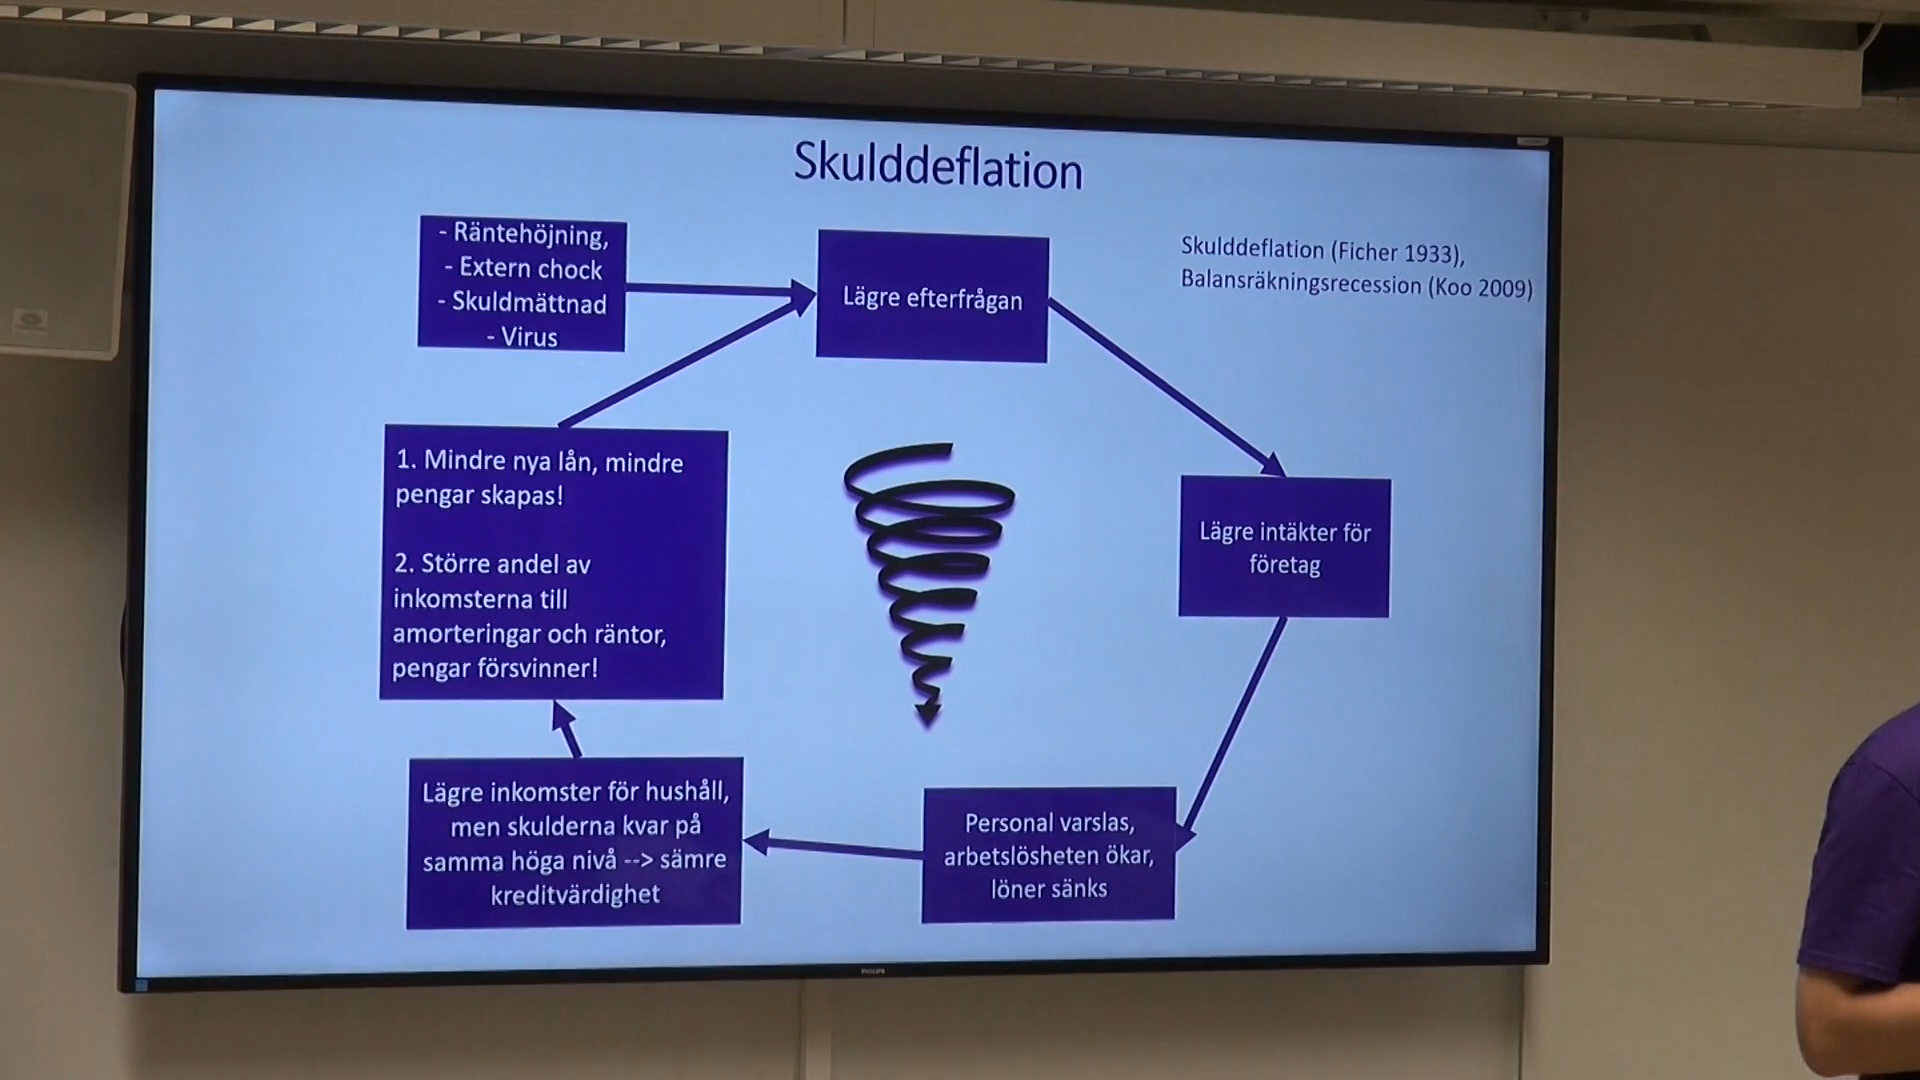 Skulddeflation
- Räntehöjning,
- Extern chock
- Skuldmättnad
- Virus
Lägre efterfrågan
Skulddeflation (Ficher 1933),
Balansräkningsrecession (Koo 2009)
1. Mindre nya lån, mindre
pengar skapas!
2. Större andel av
inkomsterna till
amorteringar och räntor,
pengar försvinner!
Lägre intäkter för
företag
Lägre inkomster för hushåll,
men skulderna kvar på
samma höga nivå --> sämre
kreditvärdighet
Personal varslas,
arbetslösheten ökar,
löner sänks
PHILIPS